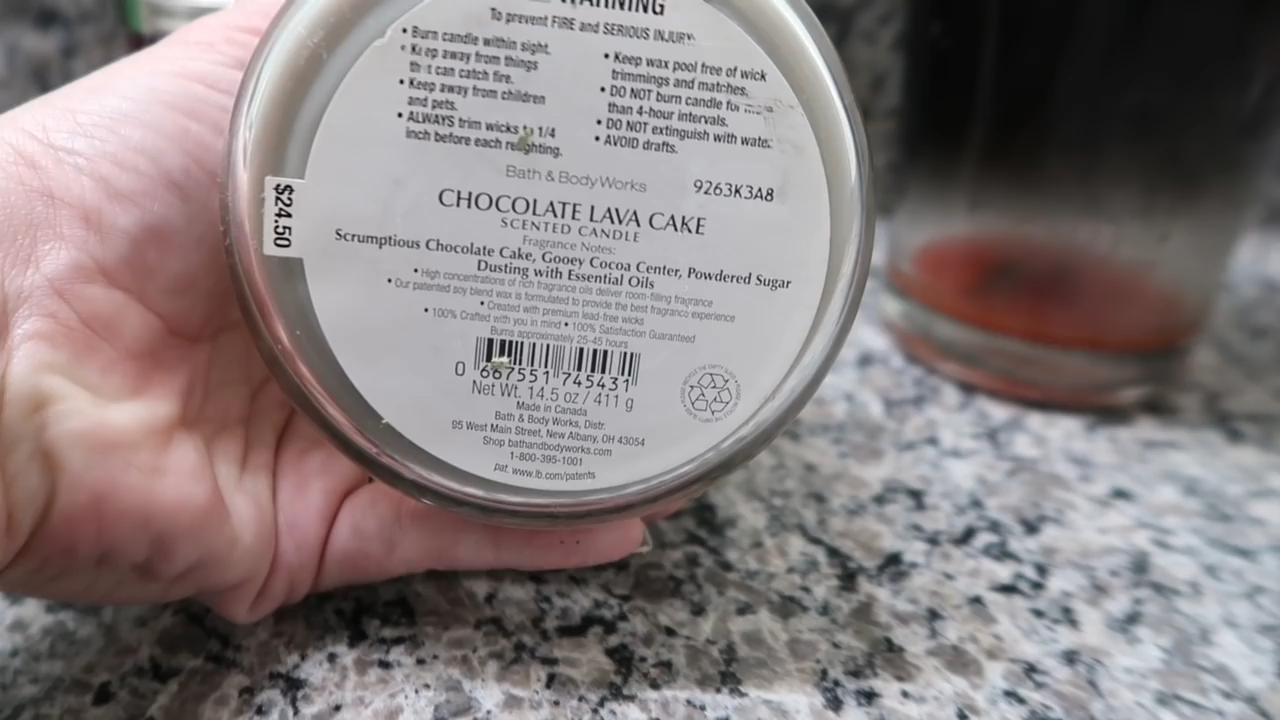 WARNING
To prevent FIRE and SERIOUS INJURY:
• Burn candle within sight.
• Keep away from things
that can catch fire.
• Keep away from children
and pets.
• ALWAYS trim wicks to 1/4
inch before each relighting.
• Keep wax pool free of wick
trimmings and matches.
• DO NOT burn candle for more
than 4-hour intervals.
• DO NOT extinguish with water.
• AVOID drafts.
Bath & Body Works
9263K3A8
$24.50
CHOCOLATE LAVA CAKE
SCENTED CANDLE
Fragrance Notes:
Scrumptious Chocolate Cake, Gooey Cocoa Center, Powdered Sugar
Dusting with Essential Oils
• High concentrations of rich fragrance oils deliver room-filling fragrance
• Our patented soy blend wax is formulated to provide the best fragrance experience
• Created with premium lead-free wicks
• 100% Crafted with you in mind • 100% Satisfaction Guaranteed
Burns approximately 25-45 hours
0 667551 745431
Net Wt. 14.5 oz / 411 g
Made in Canada
Bath & Body Works, Distr.
95 West Main Street, New Albany, OH 43054
Shop bathandbodyworks.com
1-800-395-1001
pat. www.lb.com/patents